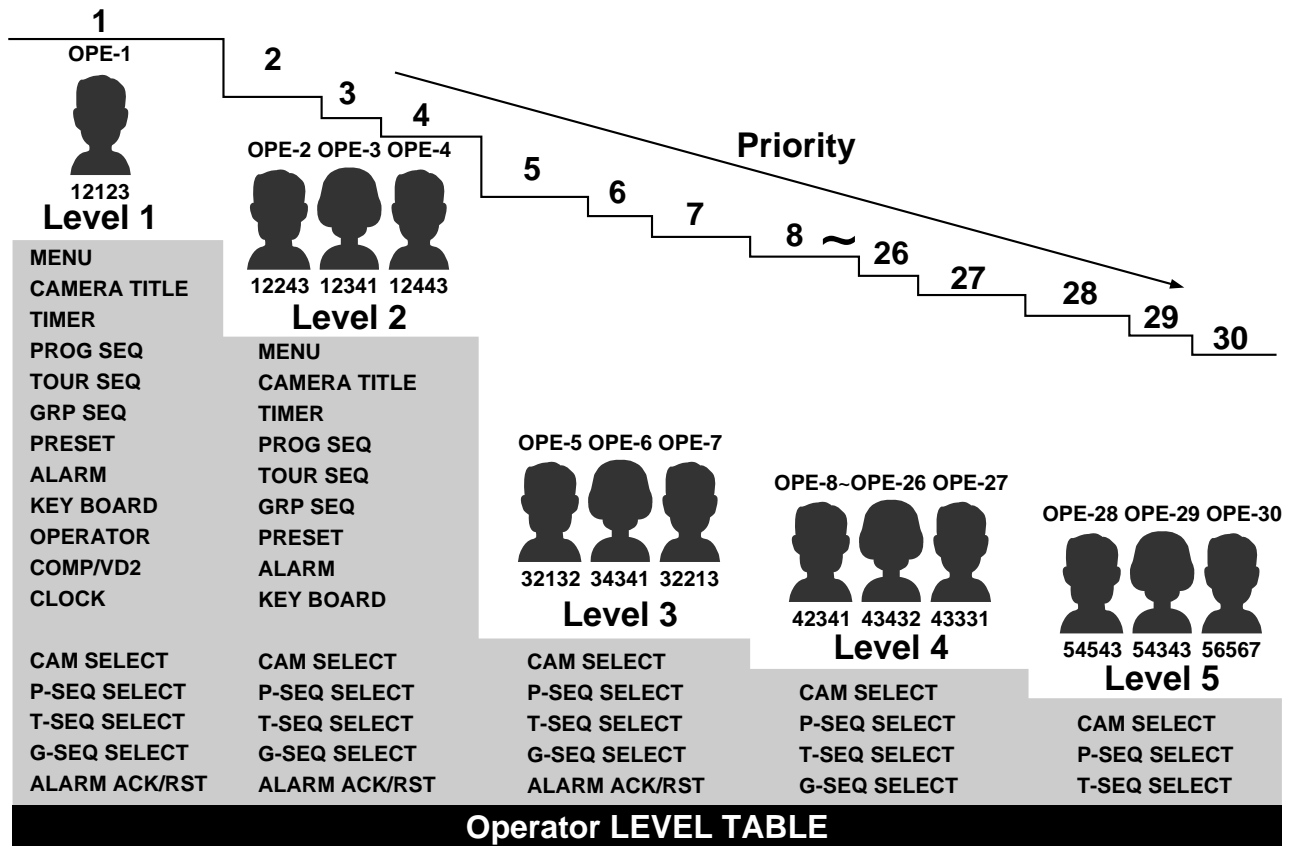 1
2
3
4
5
6
7
8 ~ 26
27
28
29
30
Priority
OPE-1
12123
Level 1
MENU
CAMERA TITLE
TIMER
PROG SEQ
TOUR SEQ
GRP SEQ
PRESET
ALARM
KEY BOARD
OPERATOR
COMP/VD2
CLOCK
CAM SELECT
P-SEQ SELECT
T-SEQ SELECT
G-SEQ SELECT
ALARM ACK/RST
OPE-2 OPE-3 OPE-4
12243 12341 12443
Level 2
MENU
CAMERA TITLE
TIMER
PROG SEQ
TOUR SEQ
GRP SEQ
PRESET
ALARM
KEY BOARD
CAM SELECT
P-SEQ SELECT
T-SEQ SELECT
G-SEQ SELECT
ALARM ACK/RST
OPE-5 OPE-6 OPE-7
32132 34341 32213
Level 3
CAM SELECT
P-SEQ SELECT
T-SEQ SELECT
G-SEQ SELECT
ALARM ACK/RST
OPE-8~OPE-26 OPE-27
42341 43432 43331
Level 4
CAM SELECT
P-SEQ SELECT
T-SEQ SELECT
G-SEQ SELECT
OPE-28 OPE-29 OPE-30
54543 54343 56567
Level 5
CAM SELECT
P-SEQ SELECT
T-SEQ SELECT
Operator LEVEL TABLE